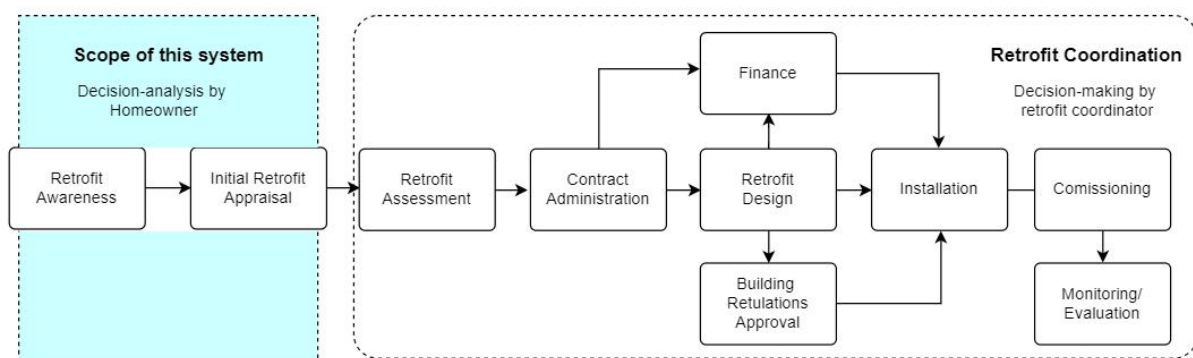 Scope of this system
Decision-analysis by
Homeowner
Retrofit
Awareness
Initial Retrofit
Appraisal
Retrofit Coordination
Decision-making by
retrofit coordinator
Finance
Retrofit
Assessment
Contract
Administration
Retrofit
Design
Installation
Comissioning
Building
Retulations
Approval
Monitoring/
Evaluation